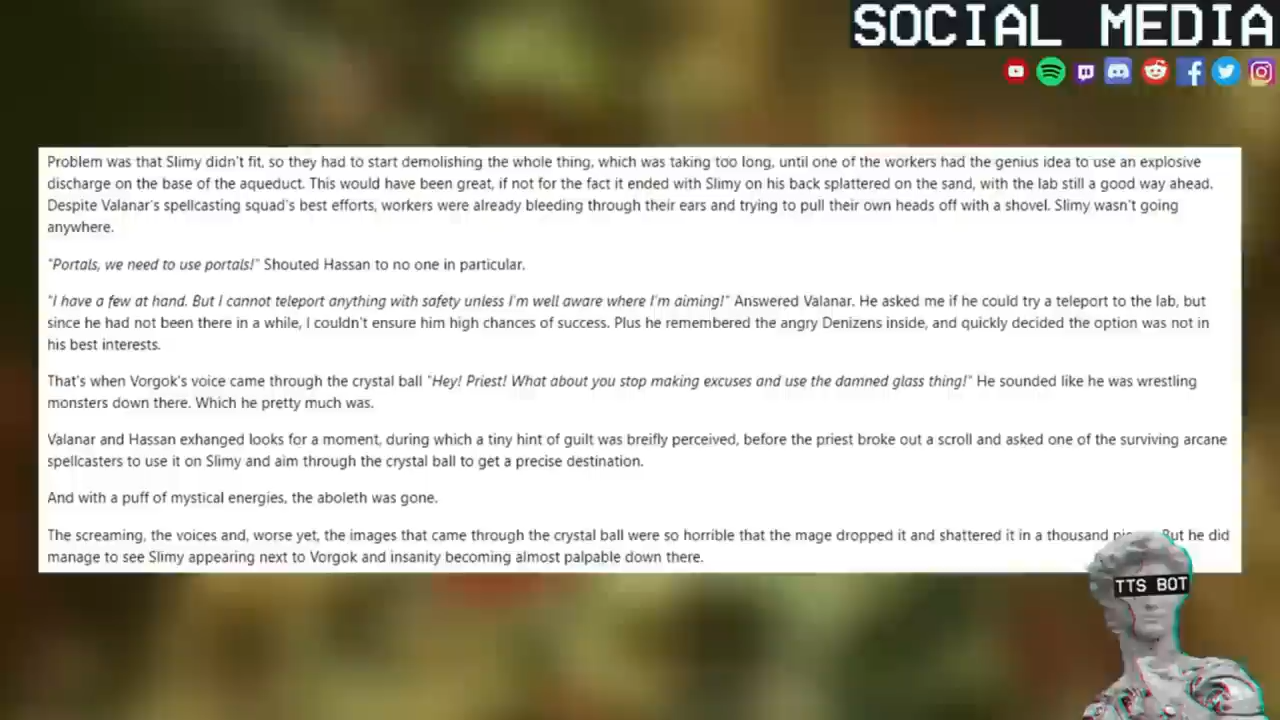 SOCIAL MEDIA
Problem was that Slimy didn't fit, so they had to start demolishing the whole thing, which was taking too long, until one of the workers had the genius idea to use an explosive
discharge on the base of the aqueduct. This would have been great, if not for the fact it ended with Slimy on his back splattered on the sand, with the lab still a good way ahead.
Despite Valanar's spellcasting squad's best efforts, workers were already bleeding through their ears and trying to pull their own heads off with a shovel. Slimy wasn't going
anywhere.
"Portals, we need to use portals!" Shouted Hassan to no one in particular.
"I have a few at hand. But I cannot teleport anything with safety unless I'm well aware where I'm aiming!" Answered Valanar. He asked me if he could try a teleport to the lab, but
since he had not been there in a while, I couldn't ensure him high chances of success. Plus he remembered the angry Denizens inside, and quickly decided the option was not in
his best interests.
That's when Vorgok's voice came through the crystal ball "Hey! Priest! What about you stop making excuses and use the damned glass thing!" He sounded like he was wrestling
monsters down there. Which he pretty much was.
Valanar and Hassan exhanged looks for a moment, during which a tiny hint of guilt was breifly perceived, before the priest broke out a scroll and asked one of the surviving arcane
spellcasters to use it on Slimy and aim through the crystal ball to get a precise destination.
And with a puff of mystical energies, the aboleth was gone.
The screaming, the voices and, worse yet, the images that came through the crystal ball were so horrible that the mage dropped it and shattered it in a thousand But he did
manage to see Slimy appearing next to Vorgok and insanity becoming almost palpable down there.
TTS BOT